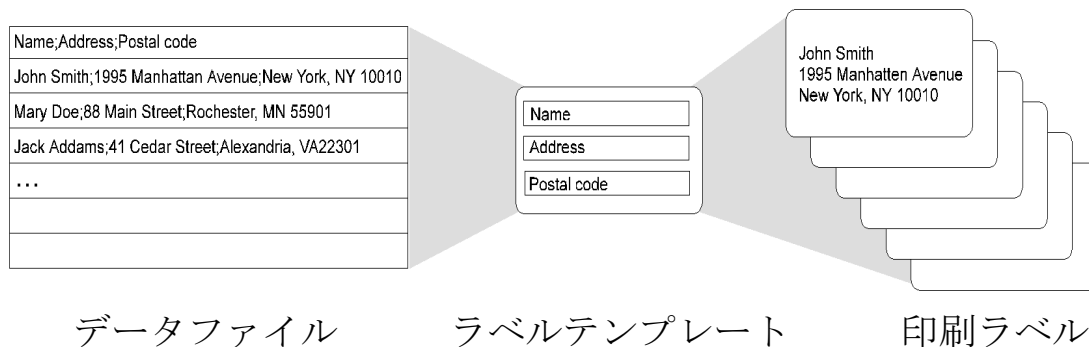 Name;Address;Postal code
John Smith;1995 Manhattan Avenue;New York, NY 10010
Mary Doe;88 Main Street;Rochester, MN 55901
Jack Addams;41 Cedar Street;Alexandria, VA22301
...
Name
Address
Postal code
John Smith
1995 Manhatten Avenue
New York, NY 10010
データファイル
ラベルテンプレート
印刷ラベル